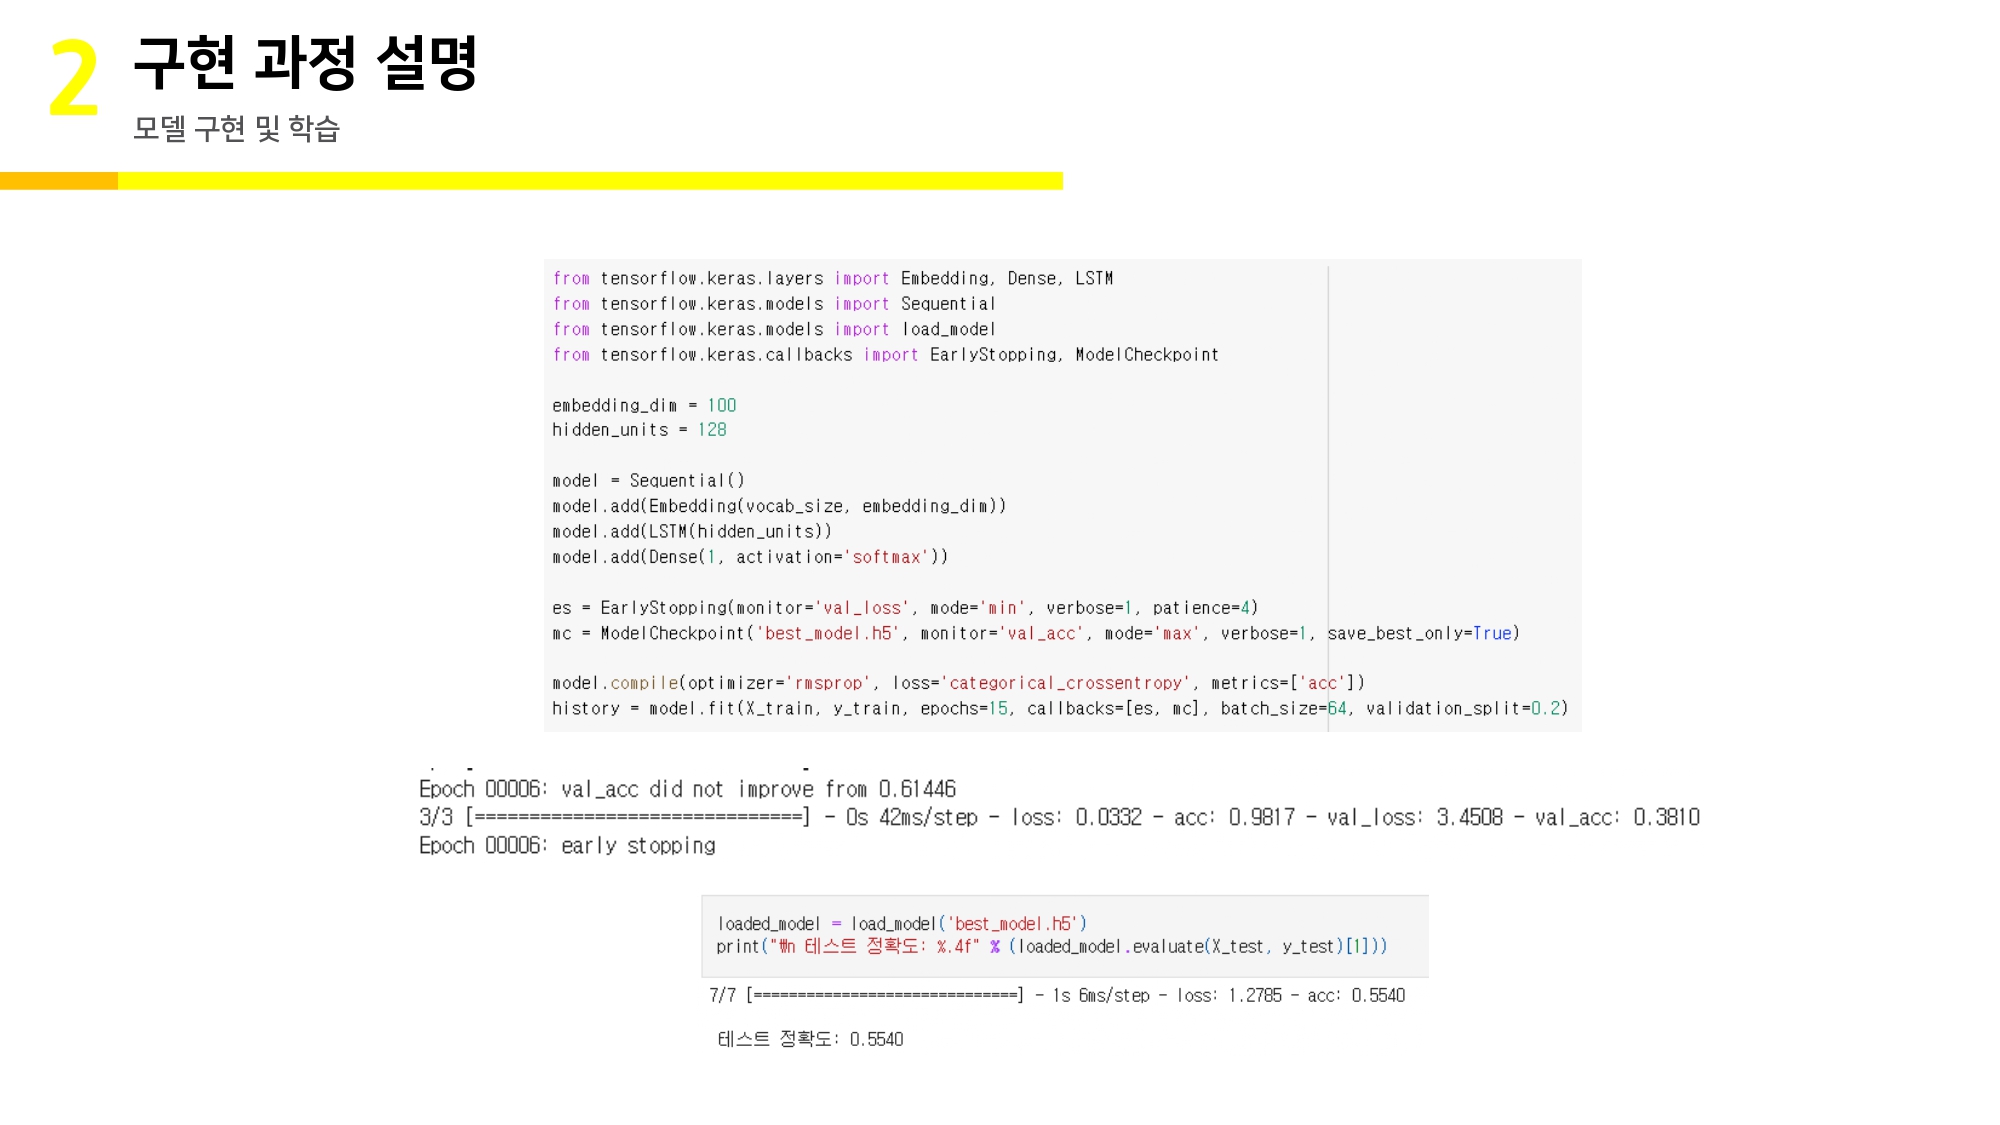 2
구현 과정 설명
모델 구현 및 학습
from tensorflow.keras.layers import Embedding, Dense, LSTM
from tensorflow.keras.models import Sequential
from tensorflow.keras.models import load_model
from tensorflow.keras.callbacks import EarlyStopping, ModelCheckpoint
embedding_dim = 100
hidden_units = 128
model = Sequential()
model.add(Embedding(vocab_size, embedding_dim))
model.add(LSTM(hidden_units))
model.add(Dense(1, activation='softmax'))
es = EarlyStopping(monitor='val_loss', mode='min', verbose=1, patience=4)
mc = ModelCheckpoint('best_model.h5', monitor='val_acc', mode='max', verbose=1, save_best_only=True)
model.compile(optimizer='rmsprop', loss='categorical_crossentropy', metrics=['acc'])
history = model.fit(X_train, y_train, epochs=15, callbacks=[es, mc], batch_size=64, validation_split=0.2)
Epoch 00006: val_acc did not improve from 0.61446
3/3 [==============================] - 0s 42ms/step - loss: 0.0332 - acc: 0.9817 - val_loss: 3.4508 - val_acc: 0.3810
Epoch 00006: early stopping
loaded_model = load_model('best_model.h5')
print("₩n 테스트 정확도: %.4f" % (loaded_model.evaluate(X_test, y_test)[1]))
7/7 [==============================] - 1s 6ms/step - loss: 1.2785 - acc: 0.5540
테스트 정확도: 0.5540